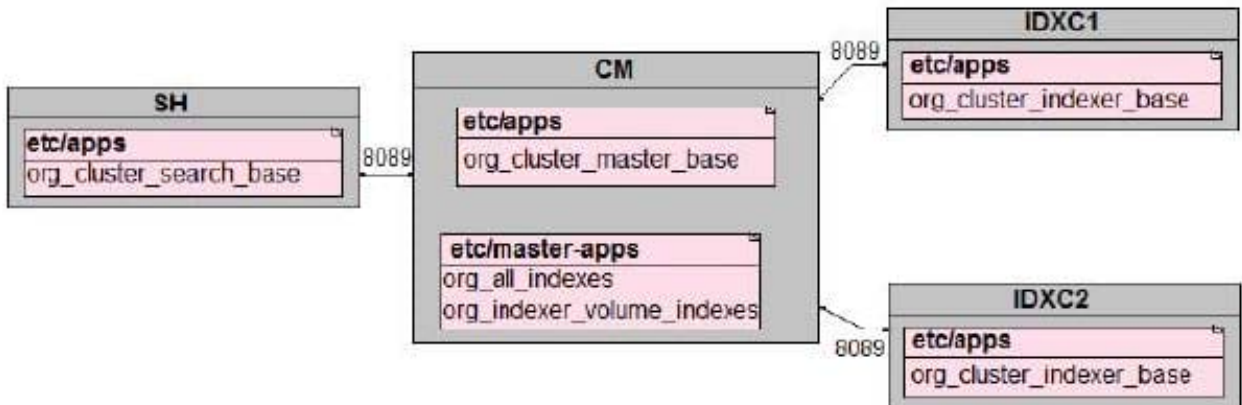 SH
etc/apps
org_cluster_search_base
8089
CM
etc/apps
org_cluster_master_base
etc/master-apps
org_all_indexes
org_indexer_volume_indexes
8089
IDXC1
etc/apps
org_cluster_indexer_base
8089
IDXC2
etc/apps
org_cluster_indexer_base